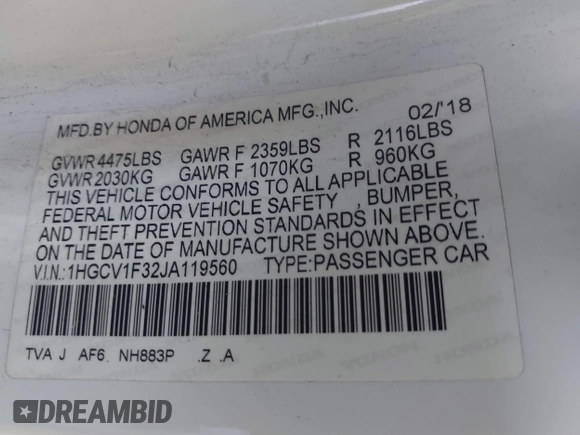 MFD.BY HONDA OF AMERICA MFG.,INC. 02/'18
GVWR 4475LBS GAWR F 2359LBS R 2116LBS
GVWR 2030KG GAWR F 1070KG R 960KG
THIS VEHICLE CONFORMS TO ALL APPLICABLE
FEDERAL MOTOR VEHICLE SAFETY , BUMPER,
AND THEFT PREVENTION STANDARDS IN EFFECT
ON THE DATE OF MANUFACTURE SHOWN ABOVE.
V.I.N.:1HGCV1F32JA119560 TYPE:PASSENGER CAR
TVA J AF6 NH883P .Z .A
DREAMBID